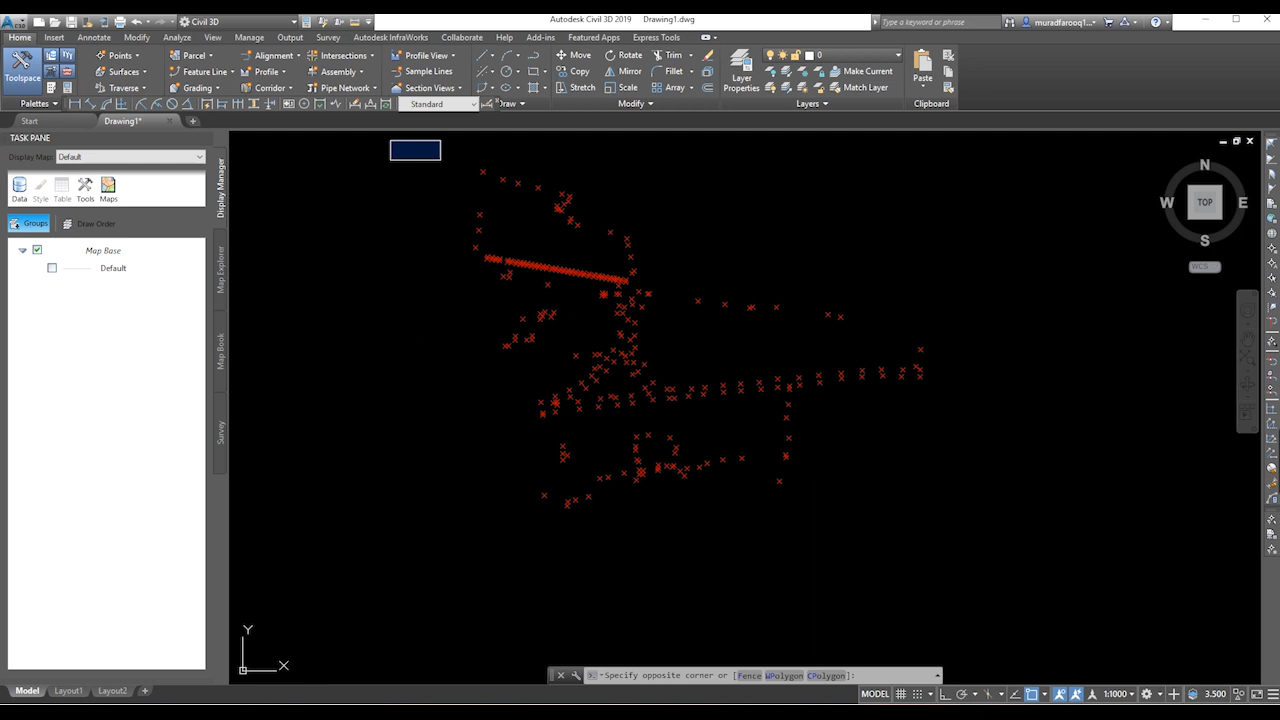 Civil 3D
Autodesk Civil 3D 2019 Drawing1.dwg
Type a keyword or phrase
muradfarooq...
Home Insert Annotate Modify View Analyze Manage Output Survey Autodesk InfraWorks Collaborate Help Add-ins Featured Apps Express Tools
Toolspace
Points
Surfaces
Traverse
Parcel
Feature Line
Grading
Alignment
Profile
Corridor
Intersections
Assembly
Pipe Network
Profile View
Sample Lines
Section Views
Move
Copy
Stretch
Rotate
Mirror
Scale
Trim
Fillet
Array
Layer
Properties
0
Make Current
Match Layer
Paste
Palettes
Standard
Draw
Modify
Layers
Clipboard
Start
Drawing1*
TASK PANE
Display Map: Default
Data Style Table Tools Maps
Groups
Draw Order
Map Base
Default
Display Manager
Map Explorer
Map Book
Survey
N
W
TOP
E
S
WCS
Y
X
Specify opposite corner or [Fence WPolygon CPolygon]:
Model Layout1 Layout2
MODEL
1:1000
3.500